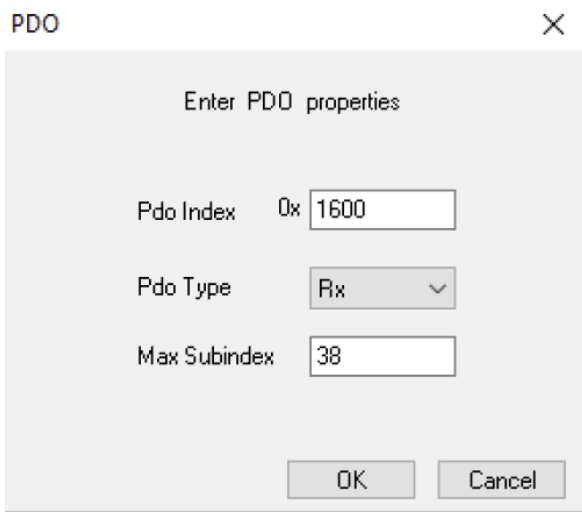 PDO
Enter PDO properties
Pdo Index 0x 1600
Pdo Type Rx
Max Subindex 38
OK Cancel